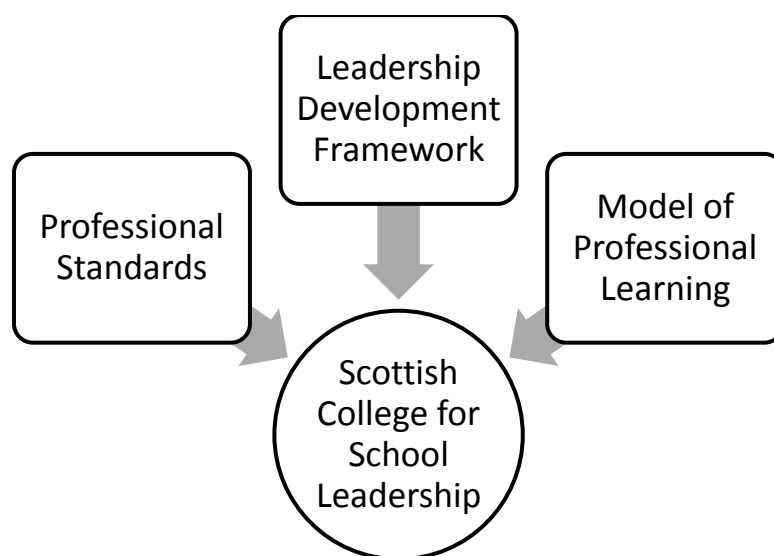 Leadership
Development
Framework
Professional
Standards
Model of
Professional
Learning
Scottish
College for
School
Leadership